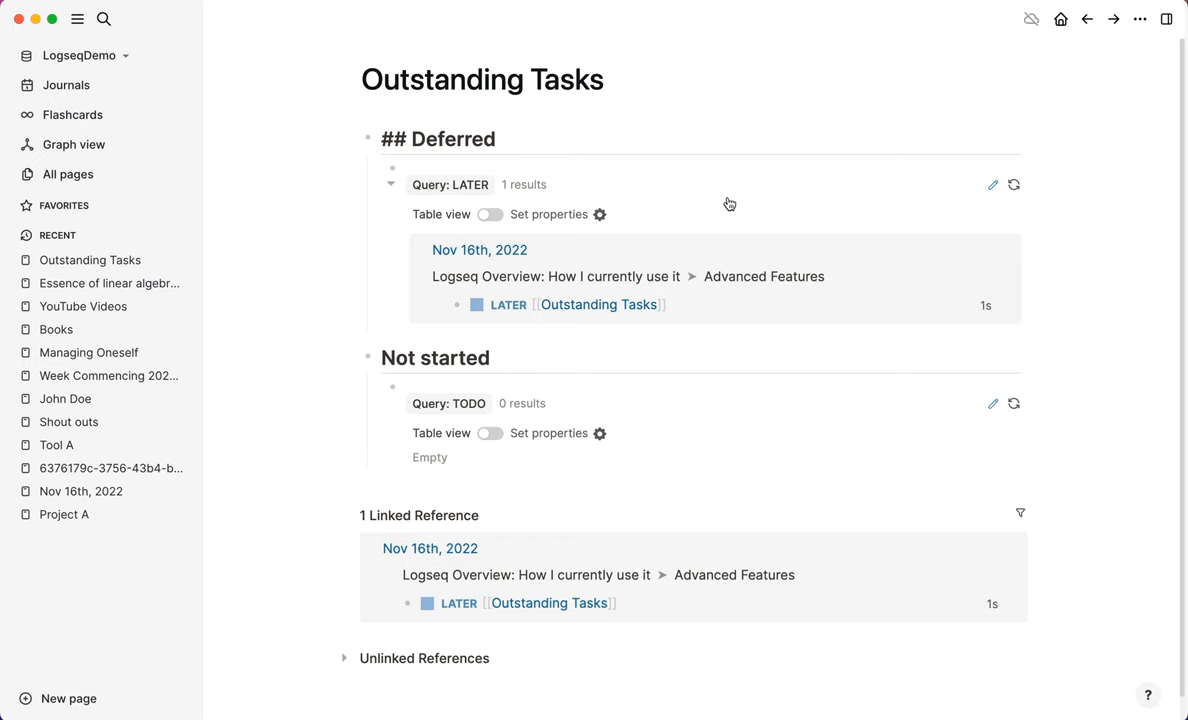 LogseqDemo
Journals
Flashcards
Graph view
All pages
FAVORITES
RECENT
Outstanding Tasks
Essence of linear algebr...
YouTube Videos
Books
Managing Oneself
Week Commencing 202...
John Doe
Shout outs
Tool A
6376179c-3756-43b4-b...
Nov 16th, 2022
Project A
New page
Outstanding Tasks
## Deferred
Query: LATER 1 results
Table view Set properties
Nov 16th, 2022
Logseq Overview: How I currently use it ➤ Advanced Features
LATER [[Outstanding Tasks]] 1s
Not started
Query: TODO 0 results
Table view Set properties
Empty
1 Linked Reference
Nov 16th, 2022
Logseq Overview: How I currently use it ➤ Advanced Features
LATER [[Outstanding Tasks]] 1s
Unlinked References
?